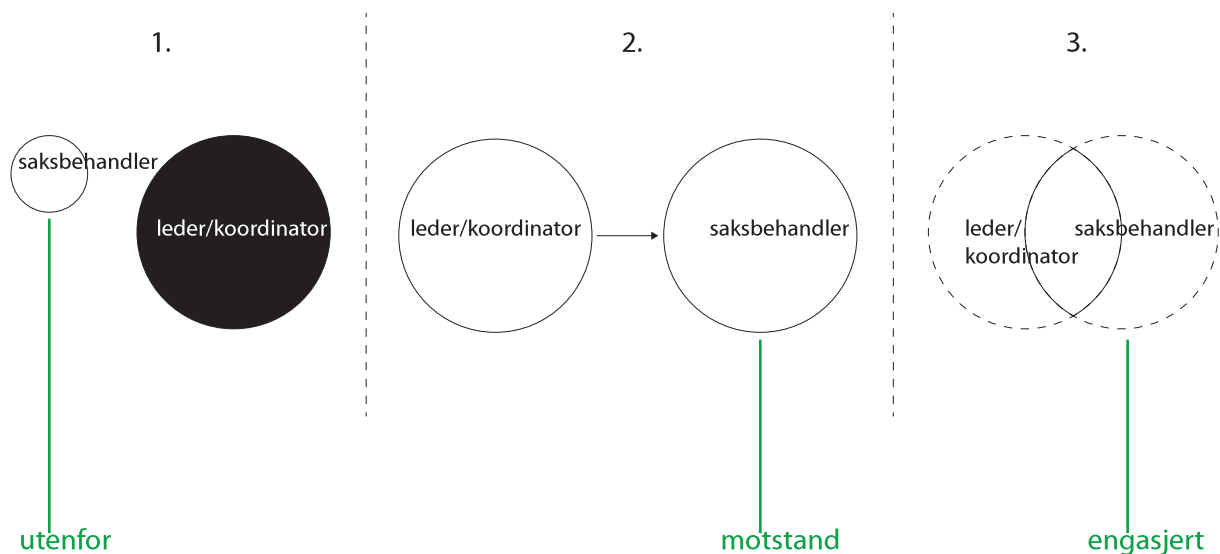 1.
saksbehandler
leder/koordinator
utenfor
2.
leder/koordinator
saksbehandler
motstand
3.
leder/
koordinator
saksbehandler
engasjert